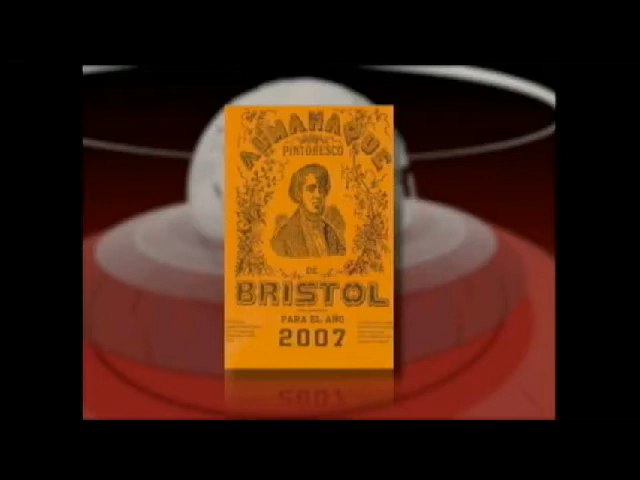 ALMANAQUE
PINTORESCO
DE
BRISTOL
PARA EL AÑO
2007